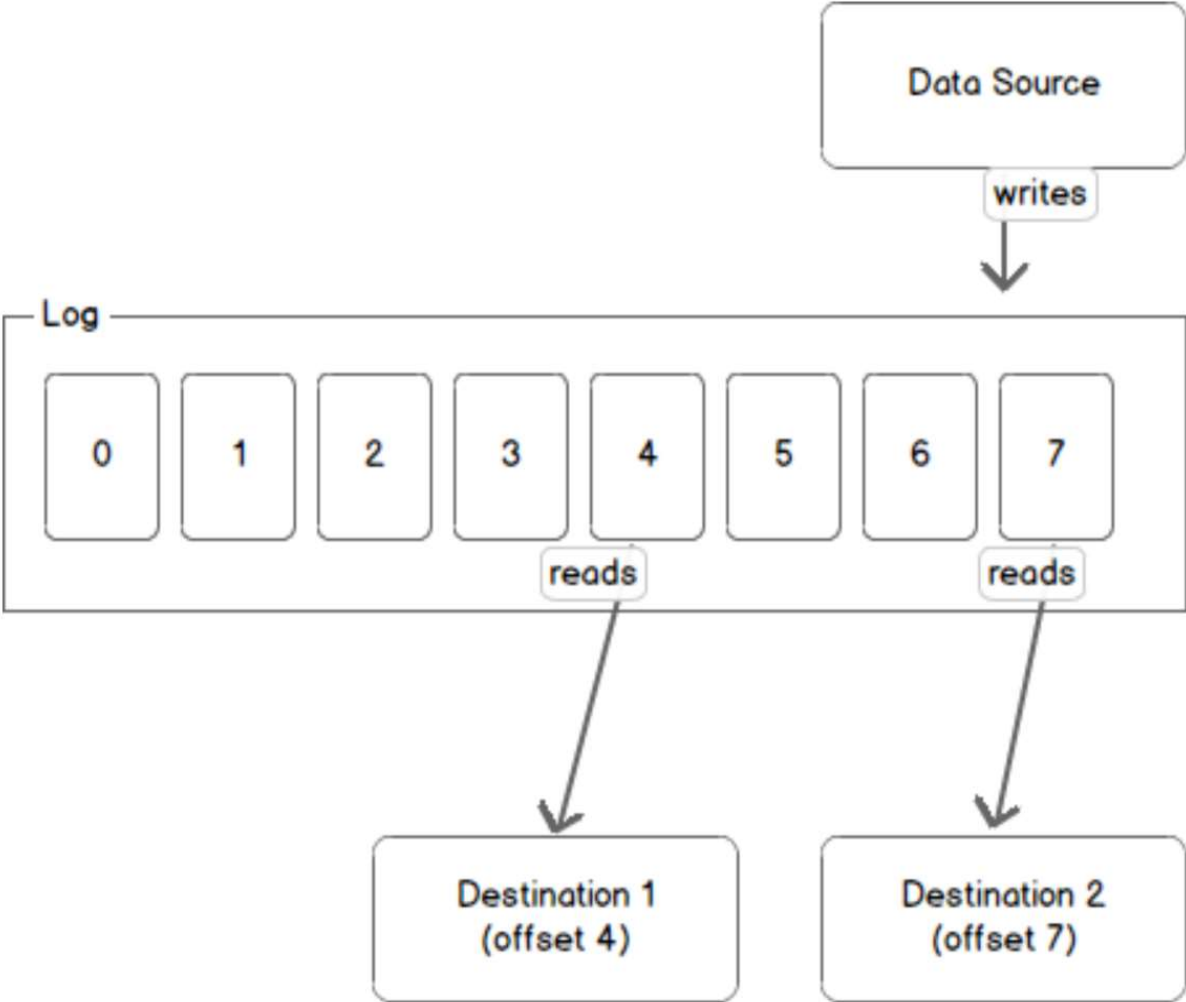 Data Source
writes
Log
0 1 2 3 4 5 6 7
reads reads
Destination 1
(offset 4)
Destination 2
(offset 7)